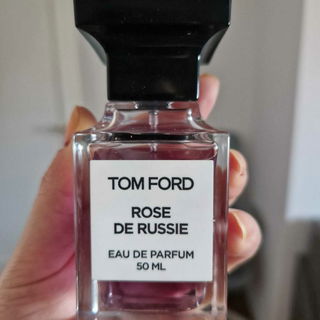 TOM FORD
ROSE
DE RUSSIE
EAU DE PARFUM
50 ML